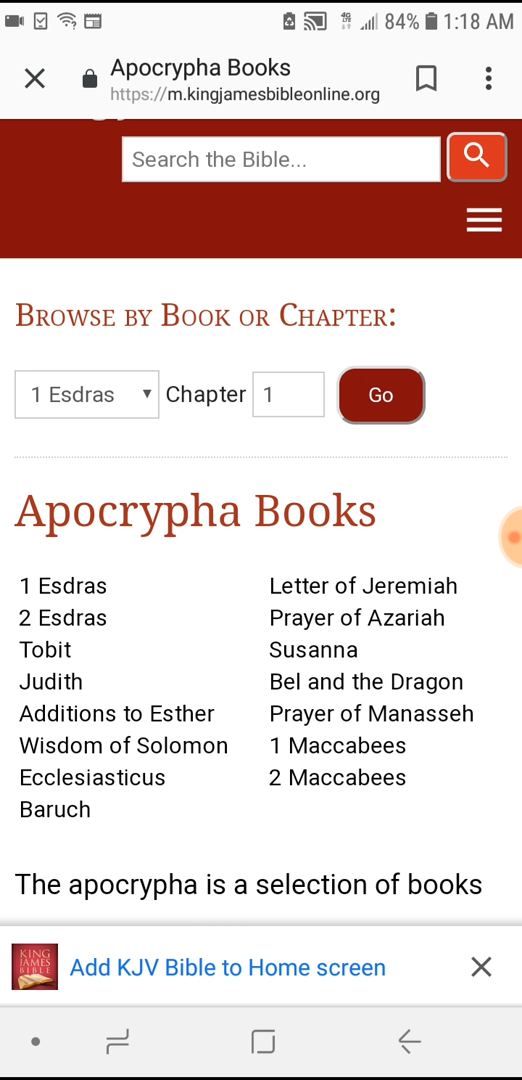 84% 1:18 AM
Apocrypha Books
https://m.kingjamesbibleonline.org
Search the Bible...
Browse by Book or Chapter:
1 Esdras Chapter 1 Go
Apocrypha Books
1 Esdras
2 Esdras
Tobit
Judith
Additions to Esther
Wisdom of Solomon
Ecclesiasticus
Baruch
Letter of Jeremiah
Prayer of Azariah
Susanna
Bel and the Dragon
Prayer of Manasseh
1 Maccabees
2 Maccabees
The apocrypha is a selection of books
KING
JAMES
BIBLE
Add KJV Bible to Home screen